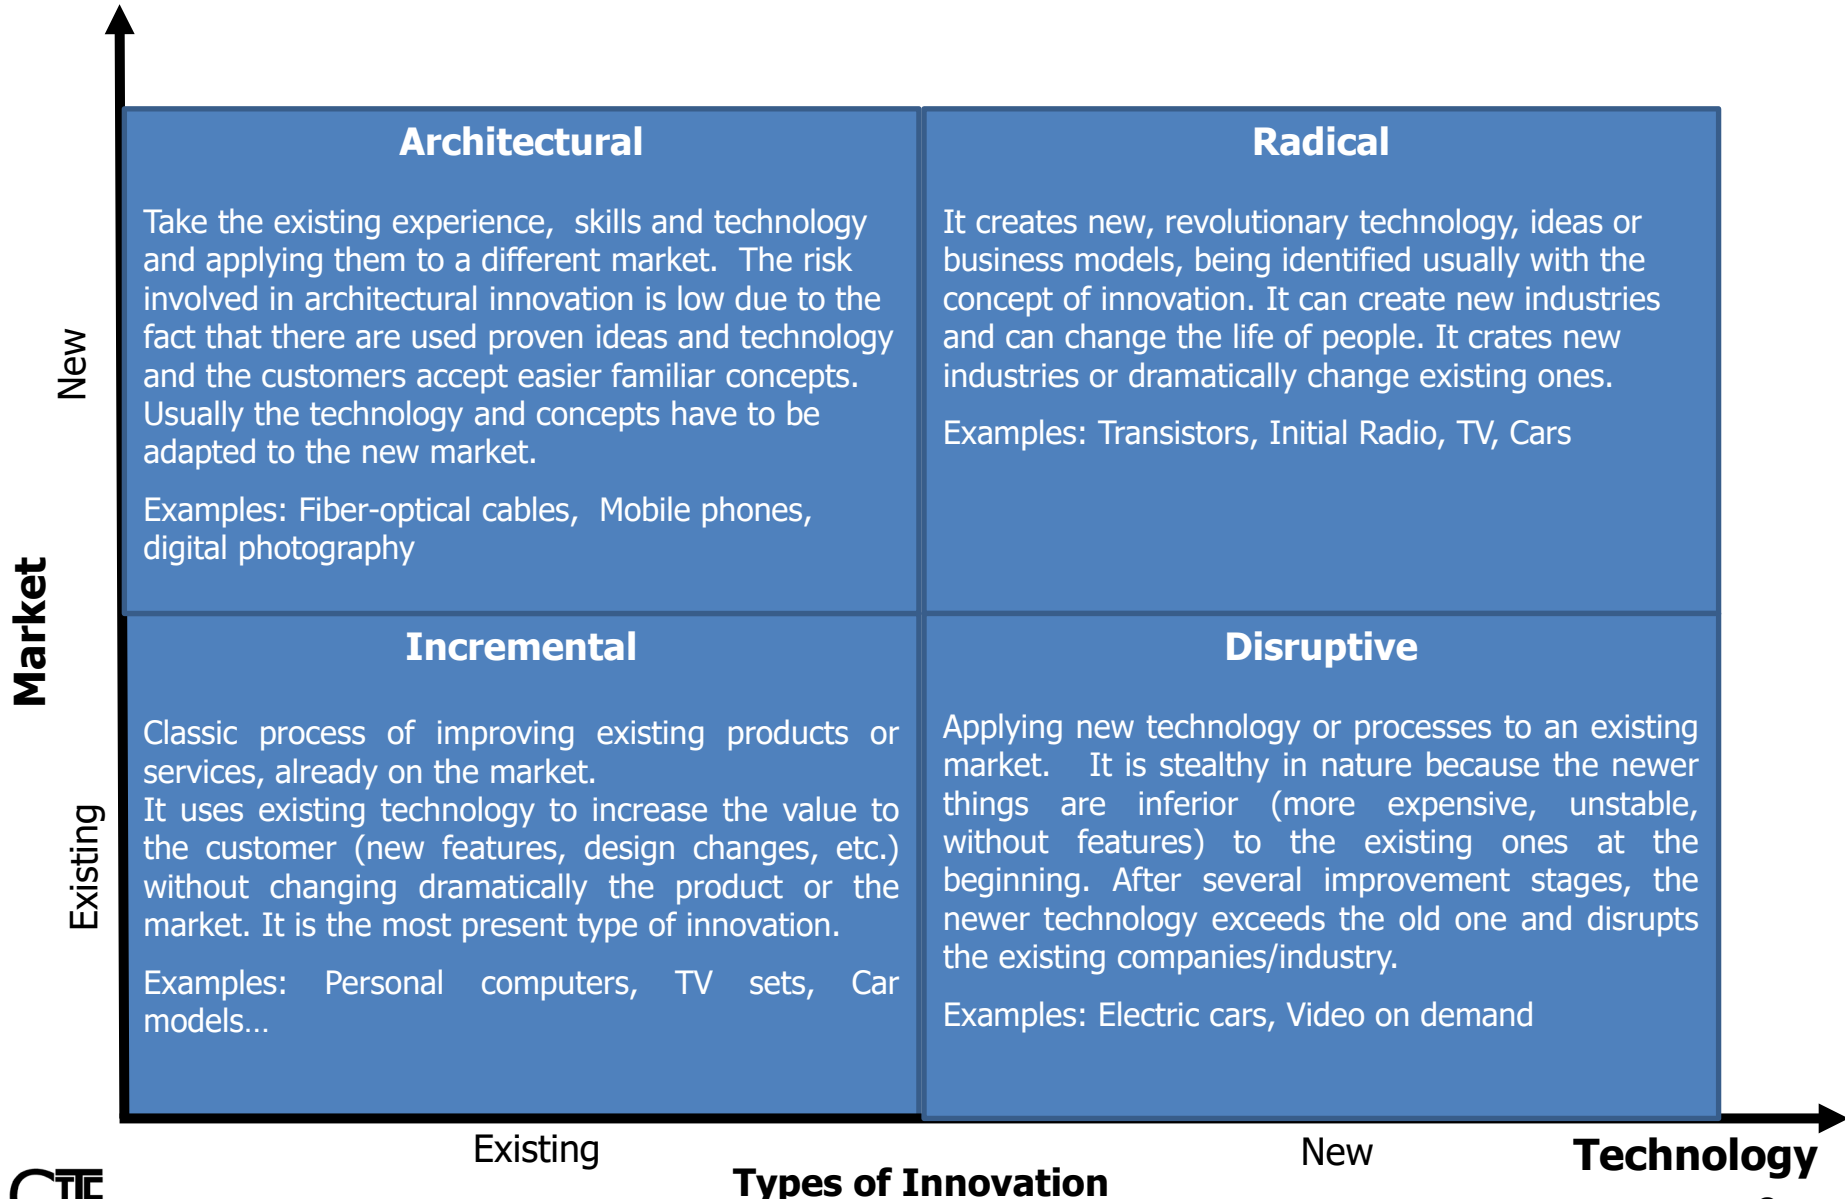 Architectural
Take the existing experience, skills and technology
and applying them to a different market. The risk
involved in architectural innovation is low due to the
fact that there are used proven ideas and technology
and the customers accept easier familiar concepts.
Usually the technology and concepts have to be
adapted to the new market.
Examples: Fiber-optical cables, Mobile phones,
digital photography
Radical
It creates new, revolutionary technology, ideas or
business models, being identified usually with the
concept of innovation. It can create new industries
and can change the life of people. It crates new
industries or dramatically change existing ones.
Examples: Transistors, Initial Radio, TV, Cars
New
Market
Existing
Incremental
Classic process of improving existing products or
services, already on the market.
It uses existing technology to increase the value to
the customer (new features, design changes, etc.)
without changing dramatically the product or the
market. It is the most present type of innovation.
Examples: Personal computers, TV sets, Car
models…
Disruptive
Applying new technology or processes to an existing
market. It is stealthy in nature because the newer
things are inferior (more expensive, unstable,
without features) to the existing ones at the
beginning. After several improvement stages, the
newer technology exceeds the old one and disrupts
the existing companies/industry.
Examples: Electric cars, Video on demand
Existing
New
Technology
Types of Innovation